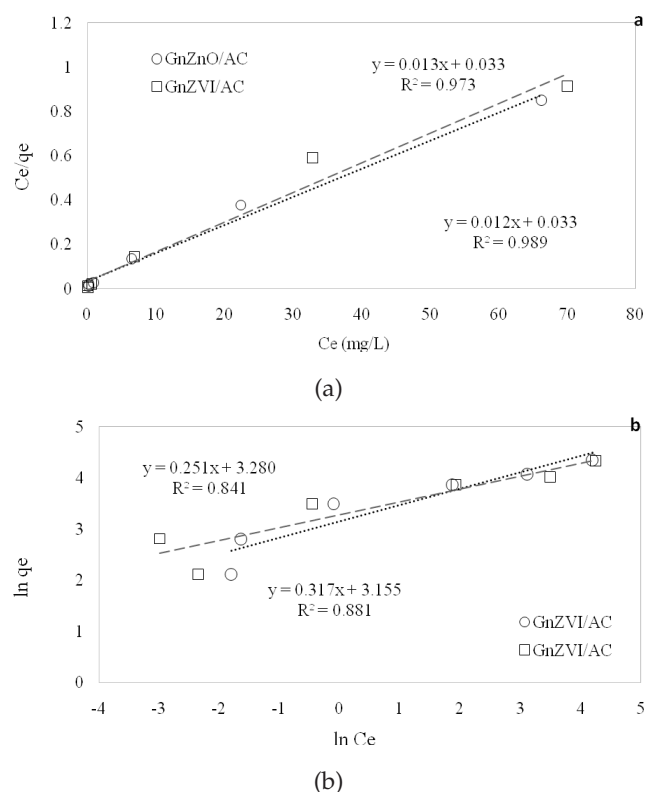 a
1.2
GnZnO/AC
GnZVI/AC
y = 0.013x + 0.033
R² = 0.973
1
0.8
0.6
0.4
0.2
0
Ce/qe
y = 0.012x + 0.033
R² = 0.989
0 10 20 30 40 50 60 70 80
Ce (mg/L)
(a)
b
5
4
3
2
1
0
ln qe
y = 0.251x + 3.280
R² = 0.841
y = 0.317x + 3.155
R² = 0.881
GnZVI/AC
GnZVI/AC
-4 -3 -2 -1 0 1 2 3 4 5
ln Ce
(b)